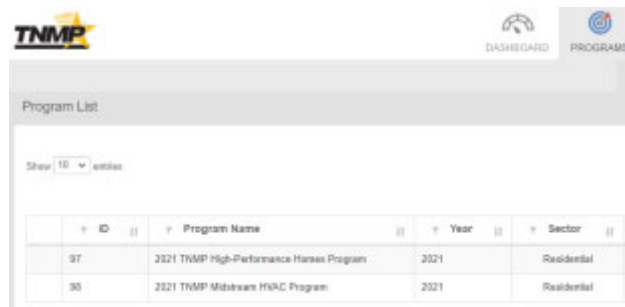 TNMP
DASHBOARD PROGRAMS
Program List
Show 10 entries
ID Program Name Year Sector
97 2021 TNMP High-Performance Homes Program 2021 Residential
98 2021 TNMP Midstream HVAC Program 2021 Residential